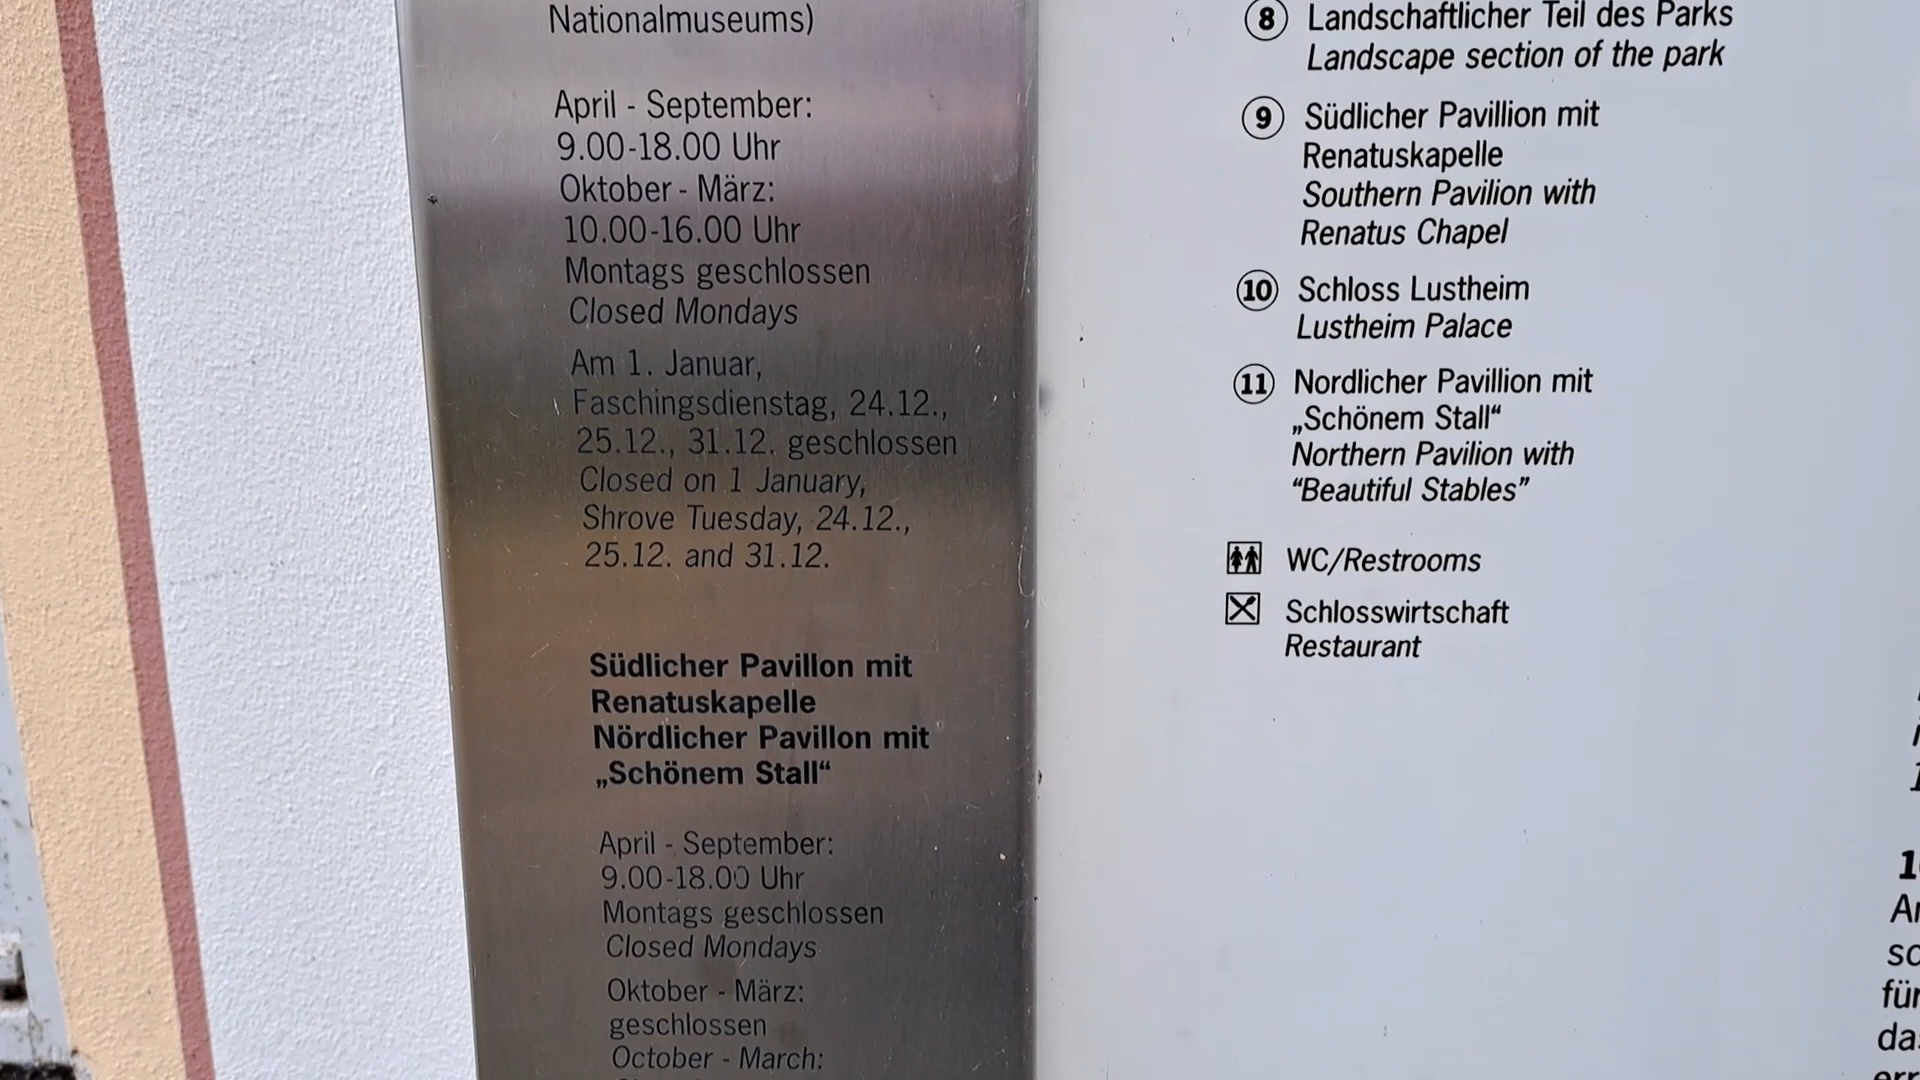 Nationalmuseums)
April - September:
9.00-18.00 Uhr
Oktober - März:
10.00-16.00 Uhr
Montags geschlossen
Closed Mondays
Am 1. Januar,
Faschingsdienstag, 24.12.,
25.12., 31.12. geschlossen
Closed on 1 January,
Shrove Tuesday, 24.12.,
25.12. and 31.12.
Südlicher Pavillon mit
Renatuskapelle
Nördlicher Pavillon mit
„Schönem Stall“
April - September:
9.00-18.00 Uhr
Montags geschlossen
Closed Mondays
Oktober - März:
geschlossen
October - March:
8 Landschaftlicher Teil des Parks
Landscape section of the park
9 Südlicher Pavillion mit
Renatuskapelle
Southern Pavilion with
Renatus Chapel
10 Schloss Lustheim
Lustheim Palace
11 Nordlicher Pavillion mit
„Schönem Stall“
Northern Pavilion with
“Beautiful Stables”
WC/Restrooms
Schlosswirtschaft
Restaurant
für